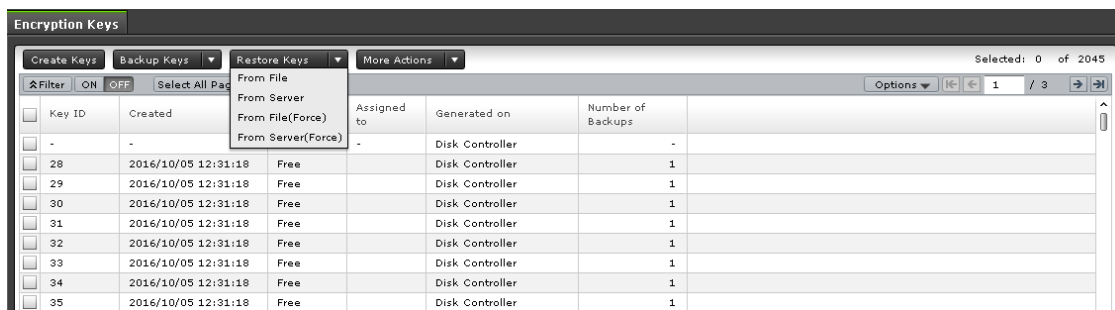 Encryption Keys
Create Keys Backup Keys Restore Keys More Actions Selected: 0 of 2045
Filter ON OFF Select All Pag Options 1 / 3
From File
From Server
From File(Force)
From Server(Force)
Key ID Created Assigned to Generated on Number of Backups
- - - Disk Controller -
28 2016/10/05 12:31:18 Free Disk Controller 1
29 2016/10/05 12:31:18 Free Disk Controller 1
30 2016/10/05 12:31:18 Free Disk Controller 1
31 2016/10/05 12:31:18 Free Disk Controller 1
32 2016/10/05 12:31:18 Free Disk Controller 1
33 2016/10/05 12:31:18 Free Disk Controller 1
34 2016/10/05 12:31:18 Free Disk Controller 1
35 2016/10/05 12:31:18 Free Disk Controller 1